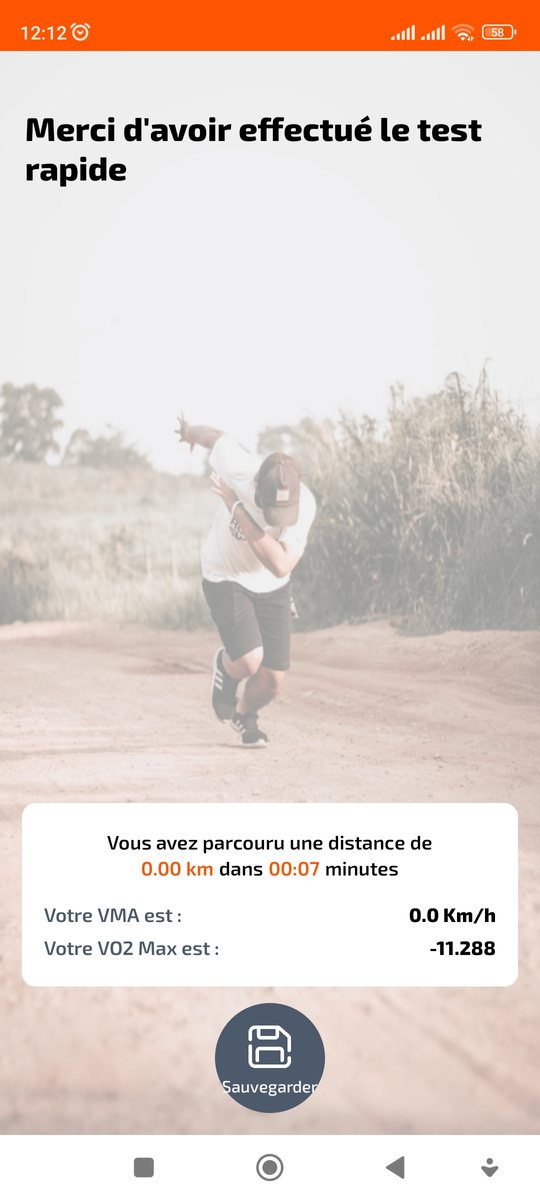 12:12
58
Merci d'avoir effectué le test
rapide
Vous avez parcouru une distance de
0.00 km dans 00:07 minutes
Votre VMA est : 0.0 Km/h
Votre VO2 Max est : -11.288
Sauvegarder